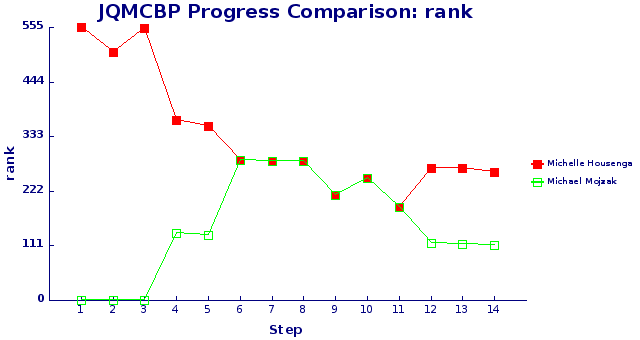 JQMCBP Progress Comparison: rank
555
444
333
222
111
0
rank
1 2 3 4 5 6 7 8 9 10 11 12 13 14
Step
Michelle Housenga
Michael Mojzak